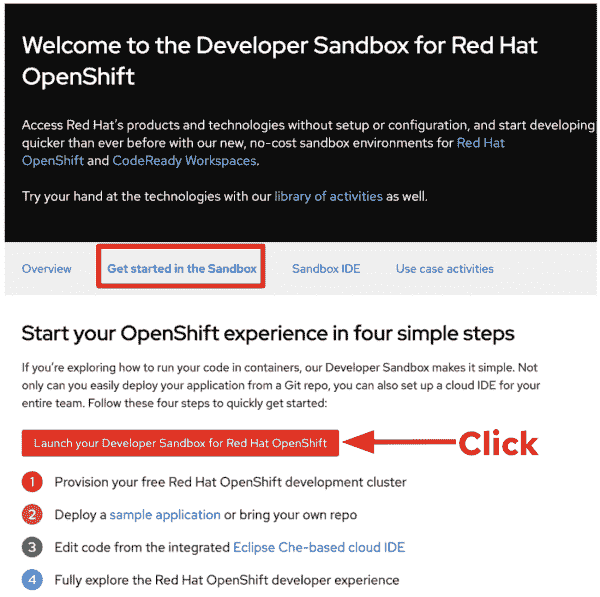 Welcome to the Developer Sandbox for Red Hat
OpenShift
Access Red Hat's products and technologies without setup or configuration, and start developing
quicker than ever before with our new, no-cost sandbox environments for Red Hat
OpenShift and CodeReady Workspaces.
Try your hand at the technologies with our library of activities as well.
Overview Get started in the Sandbox Sandbox IDE Use case activities
Start your OpenShift experience in four simple steps
If you're exploring how to run your code in containers, our Developer Sandbox makes it simple. Not
only can you easily deploy your application from a Git repo, you can also set up a cloud IDE for your
entire team. Follow these four steps to quickly get started:
Launch your Developer Sandbox for Red Hat OpenShift Click
1 Provision your free Red Hat OpenShift development cluster
2 Deploy a sample application or bring your own repo
3 Edit code from the integrated Eclipse Che-based cloud IDE
4 Fully explore the Red Hat OpenShift developer experience